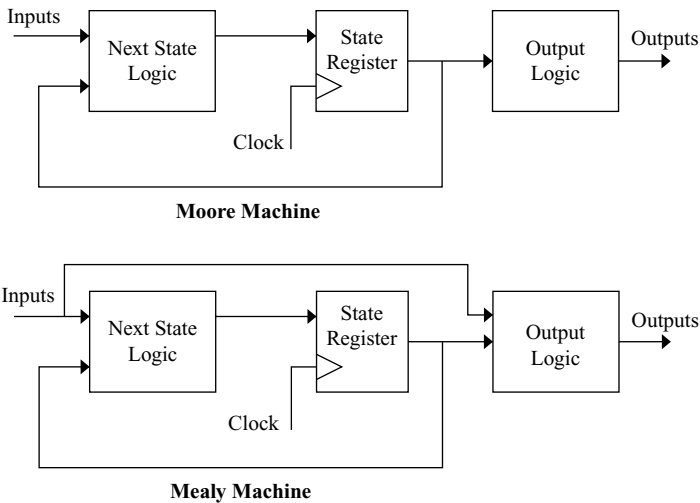 Inputs
Next State
Logic
State
Register
Clock
Output
Logic
Outputs
Moore Machine
Inputs
Next State
Logic
State
Register
Clock
Output
Logic
Outputs
Mealy Machine